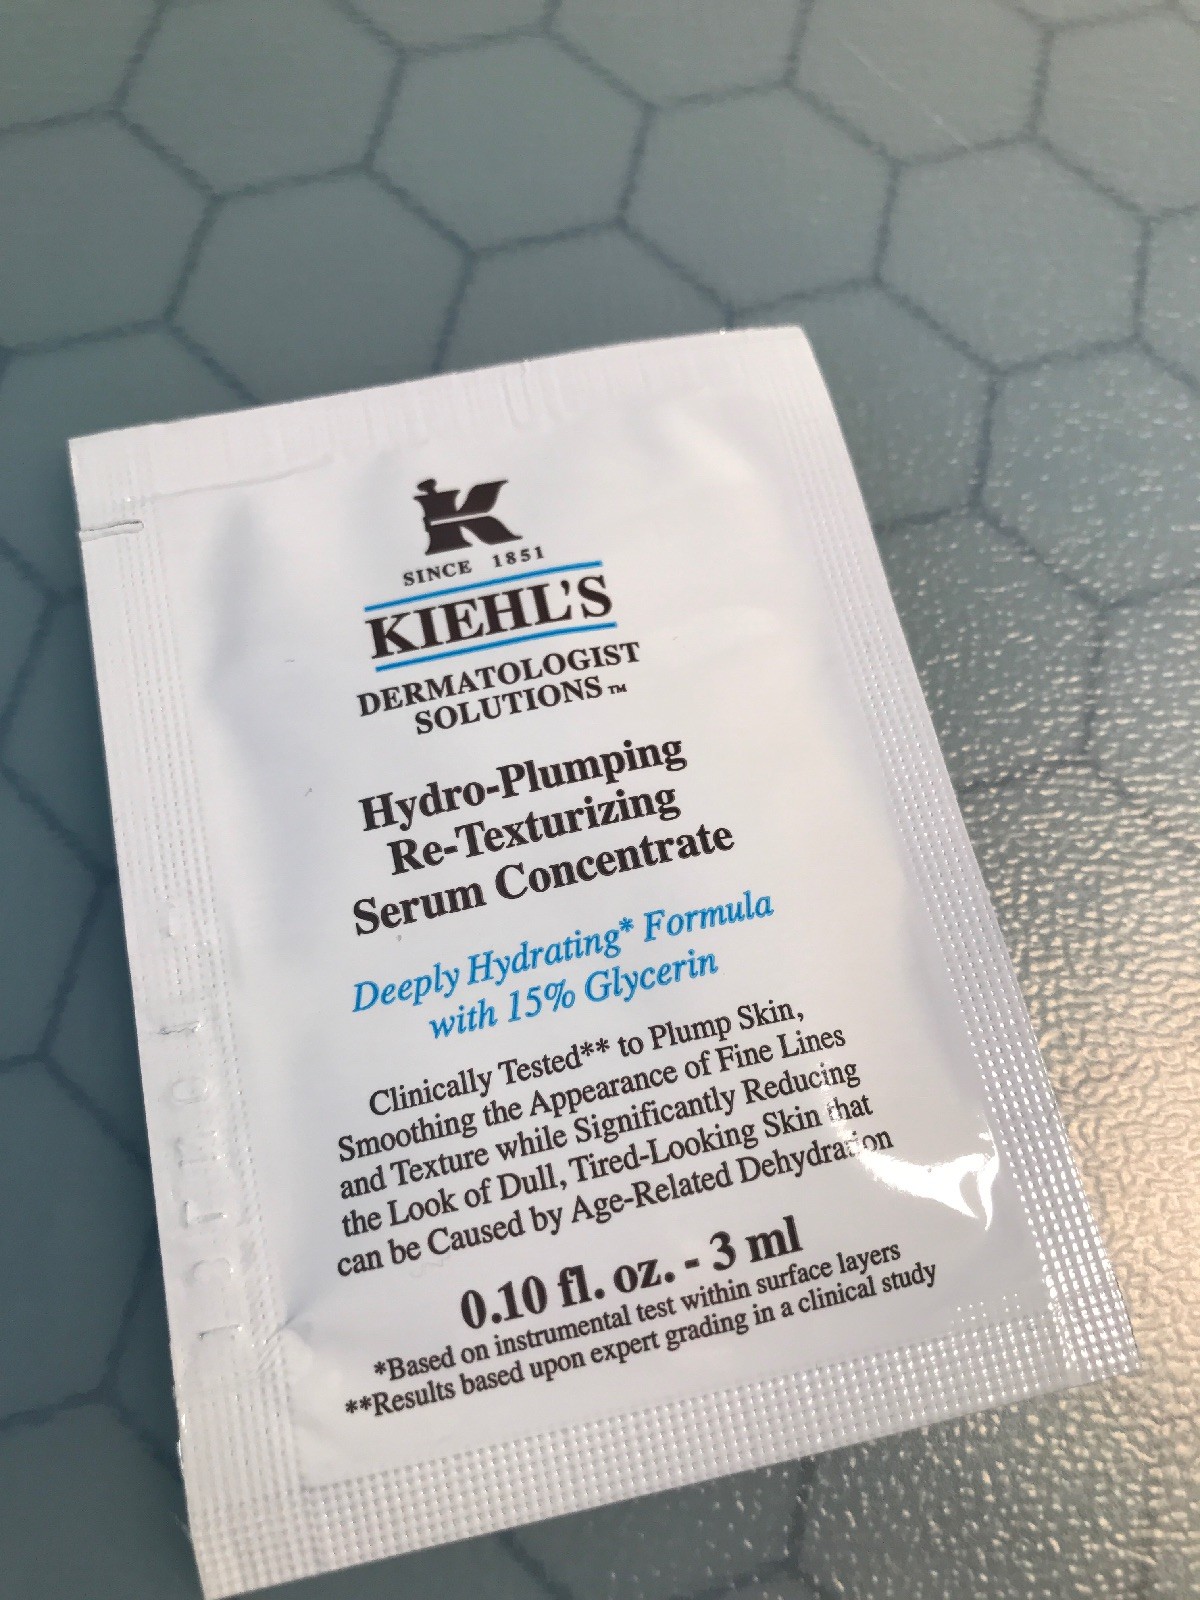 K
SINCE 1851
KIEHL'S
DERMATOLOGIST
SOLUTIONS™
Hydro-Plumping
Re-Texturizing
Serum Concentrate
Deeply Hydrating* Formula
with 15% Glycerin
Clinically Tested** to Plump Skin,
Smoothing the Appearance of Fine Lines
and Texture while Significantly Reducing
the Look of Dull, Tired-Looking Skin that
can be Caused by Age-Related Dehydration
0.10 fl. oz. - 3 ml
*Based on instrumental test within surface layers
**Results based upon expert grading in a clinical study